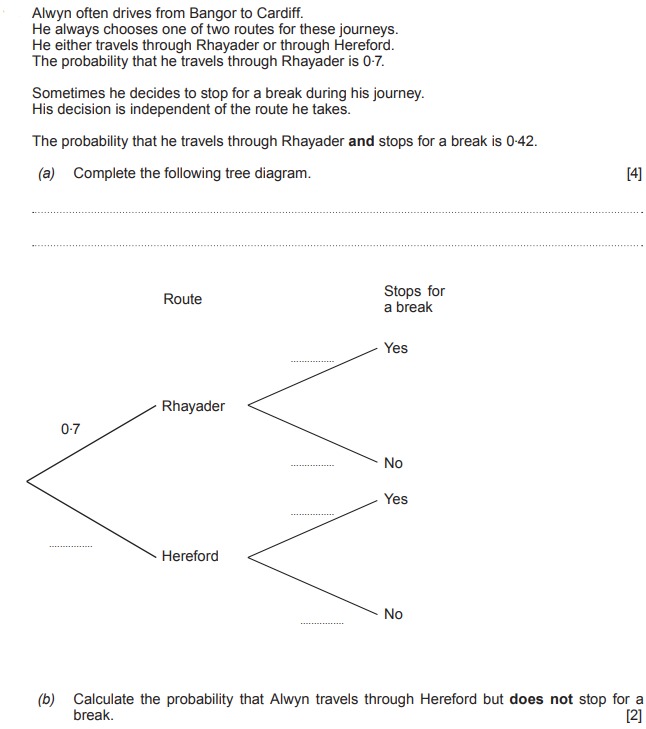 Alwyn often drives from Bangor to Cardiff.
He always chooses one of two routes for these journeys.
He either travels through Rhayader or through Hereford.
The probability that he travels through Rhayader is 0·7.
Sometimes he decides to stop for a break during his journey.
His decision is independent of the route he takes.
The probability that he travels through Rhayader and stops for a break is 0·42.
(a) Complete the following tree diagram. [4]
Route
Stops for
a break
Yes
Rhayader
0·7
No
Yes
Hereford
No
(b) Calculate the probability that Alwyn travels through Hereford but does not stop for a
break. [2]